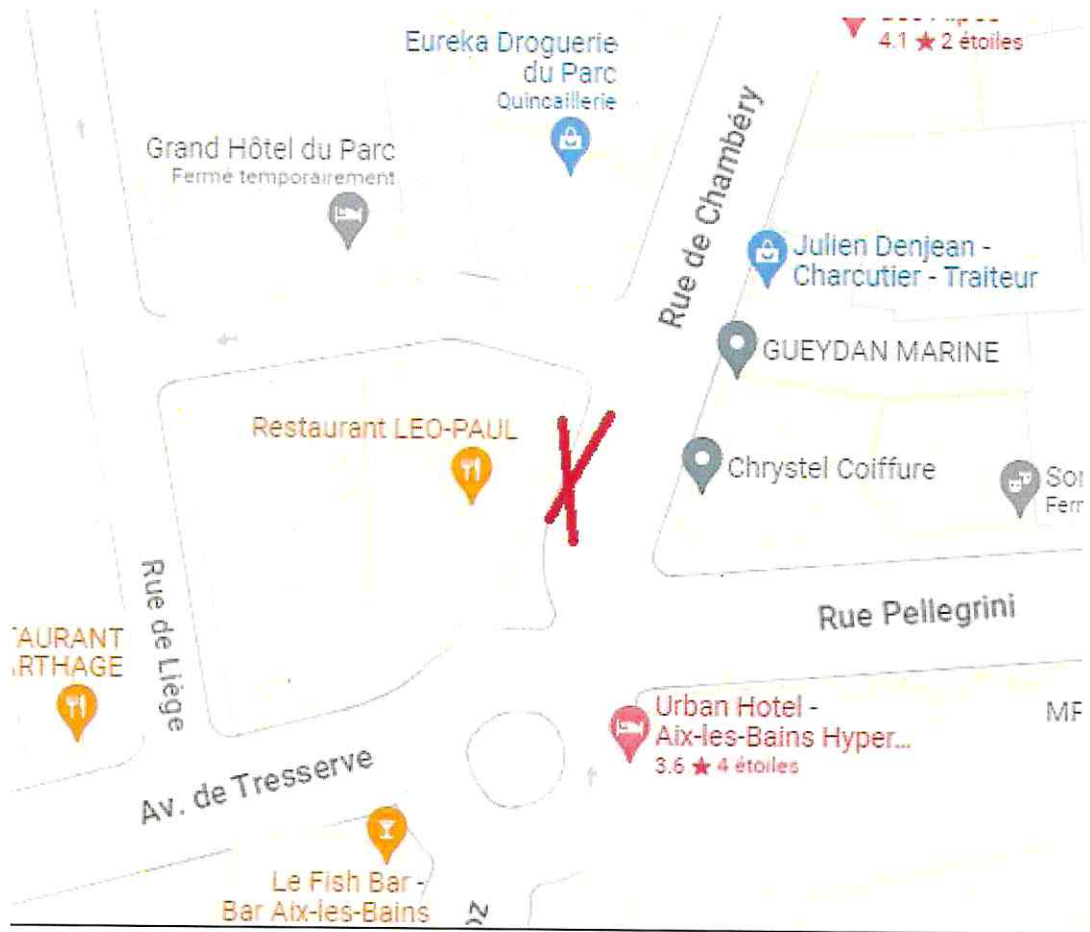 4.1 ★ 2 étoiles
Eureka Droguerie
du Parc
Quincaillerie
Grand Hôtel du Parc
Fermé temporairement
Rue de Chambéry
Julien Denjean -
Charcutier - Traiteur
GUEYDAN MARINE
Restaurant LEO-PAUL
Chrystel Coiffure
Rue de Liège
Rue Pellegrini
TAURANT
RTHAGE
Urban Hotel -
Aix-les-Bains Hyper...
3.6 ★ 4 étoiles
Av. de Tresserve
Le Fish Bar -
Bar Aix-les-Bains